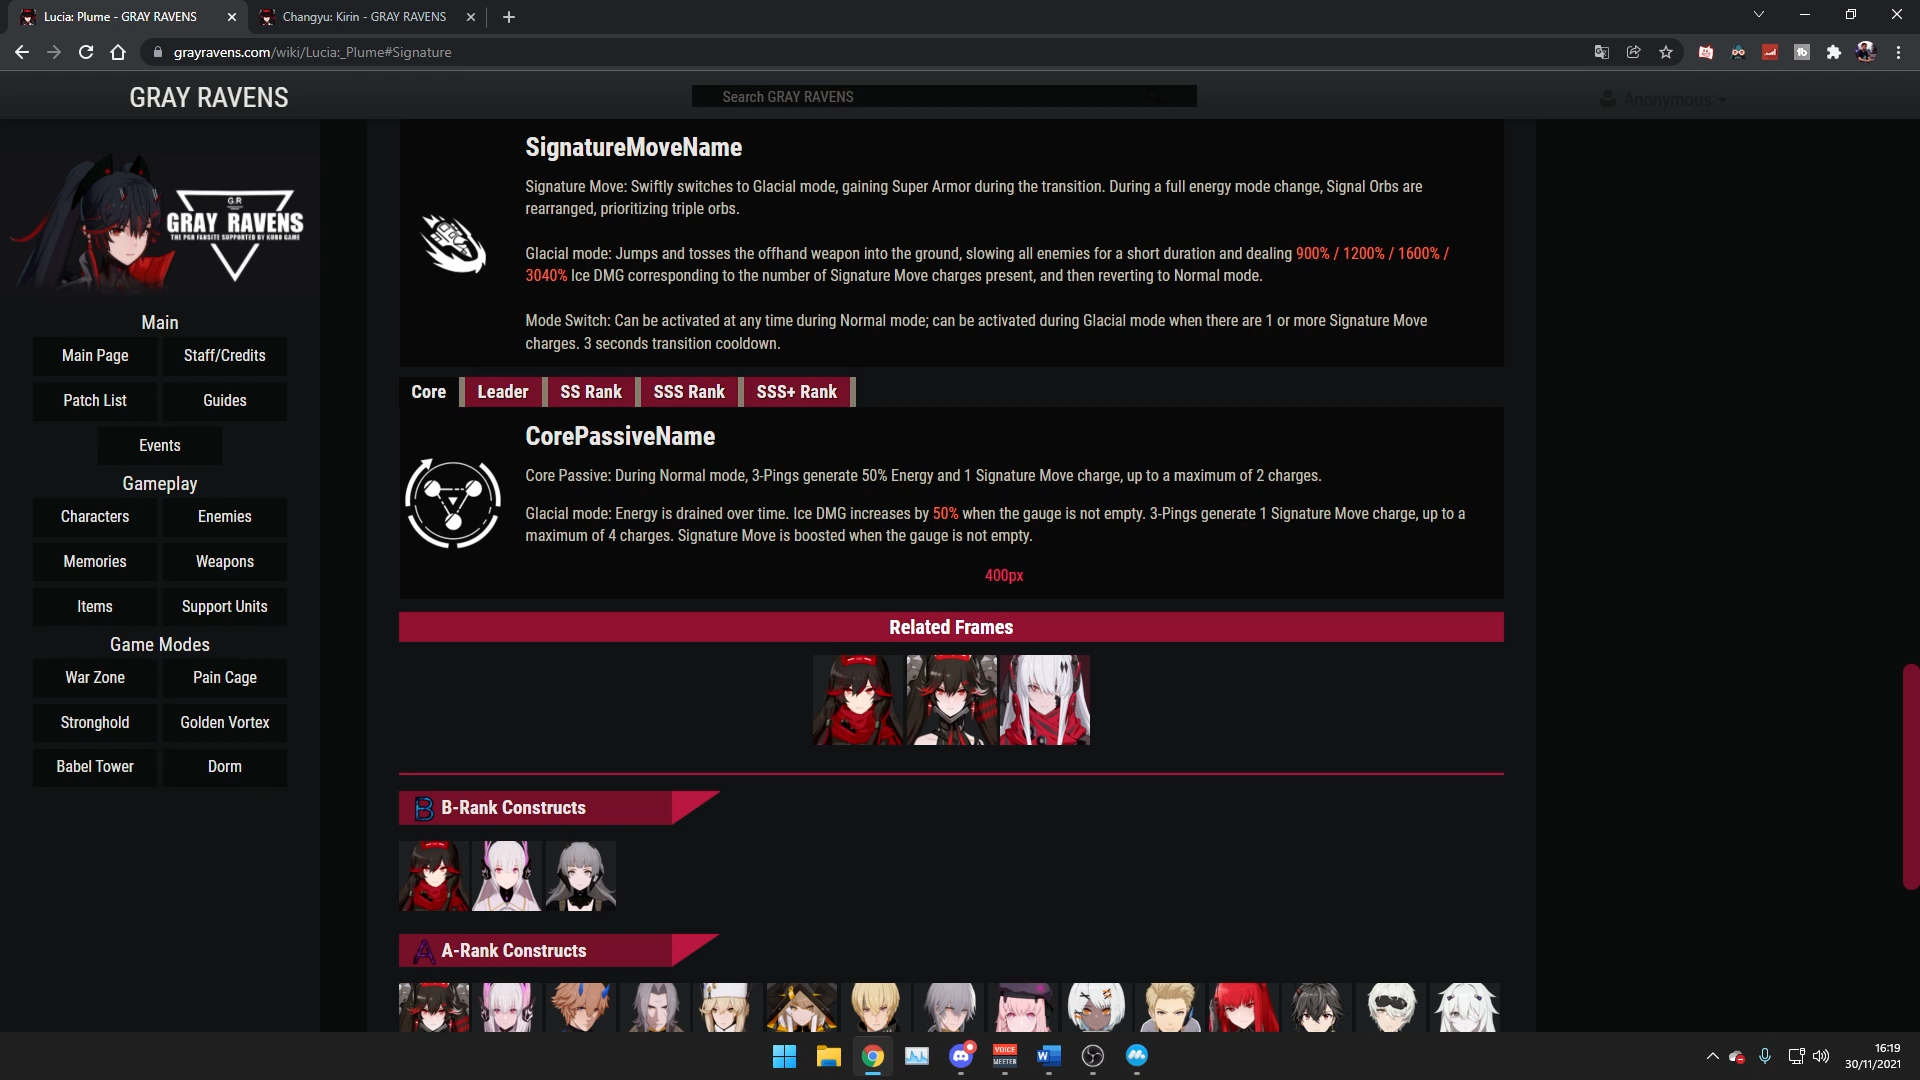 Lucia: Plume - GRAY RAVENS
Changyu: Kirin - GRAY RAVENS
grayravens.com/wiki/Lucia:_Plume#Signature
GRAY RAVENS
Search GRAY RAVENS
Anonymous
G.R
GRAY RAVENS
THE PGR FANSITE SUPPORTED BY KURO GAME
Main
Main Page
Staff/Credits
Patch List
Guides
Events
Gameplay
Characters
Enemies
Memories
Weapons
Items
Support Units
Game Modes
War Zone
Pain Cage
Stronghold
Golden Vortex
Babel Tower
Dorm
SignatureMoveName
Signature Move: Swiftly switches to Glacial mode, gaining Super Armor during the transition. During a full energy mode change, Signal Orbs are
rearranged, prioritizing triple orbs.
Glacial mode: Jumps and tosses the offhand weapon into the ground, slowing all enemies for a short duration and dealing 900% / 1200% / 1600% /
3040% Ice DMG corresponding to the number of Signature Move charges present, and then reverting to Normal mode.
Mode Switch: Can be activated at any time during Normal mode; can be activated during Glacial mode when there are 1 or more Signature Move
charges. 3 seconds transition cooldown.
Core
Leader
SS Rank
SSS Rank
SSS+ Rank
CorePassiveName
Core Passive: During Normal mode, 3-Pings generate 50% Energy and 1 Signature Move charge, up to a maximum of 2 charges.
Glacial mode: Energy is drained over time. Ice DMG increases by 50% when the gauge is not empty. 3-Pings generate 1 Signature Move charge, up to a
maximum of 4 charges. Signature Move is boosted when the gauge is not empty.
400px
Related Frames
B B-Rank Constructs
A A-Rank Constructs
VOICE
MEETER
16:19
30/11/2021